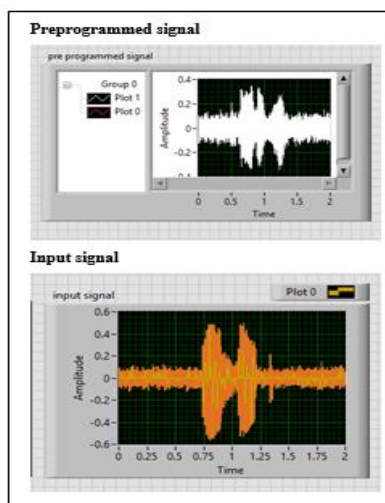 Preprogrammed signal
pre programmed signal
Group 0
Plot 1
Plot 0
Amplitude
0.4
0.2
0
-0.2
-0.4
0 0.5 1 1.5 2
Time
Input signal
input signal
Plot 0
Amplitude
0.6
0.4
0.2
0
-0.2
-0.4
-0.6
0 0.25 0.5 0.75 1 1.25 1.5 1.75 2
Time